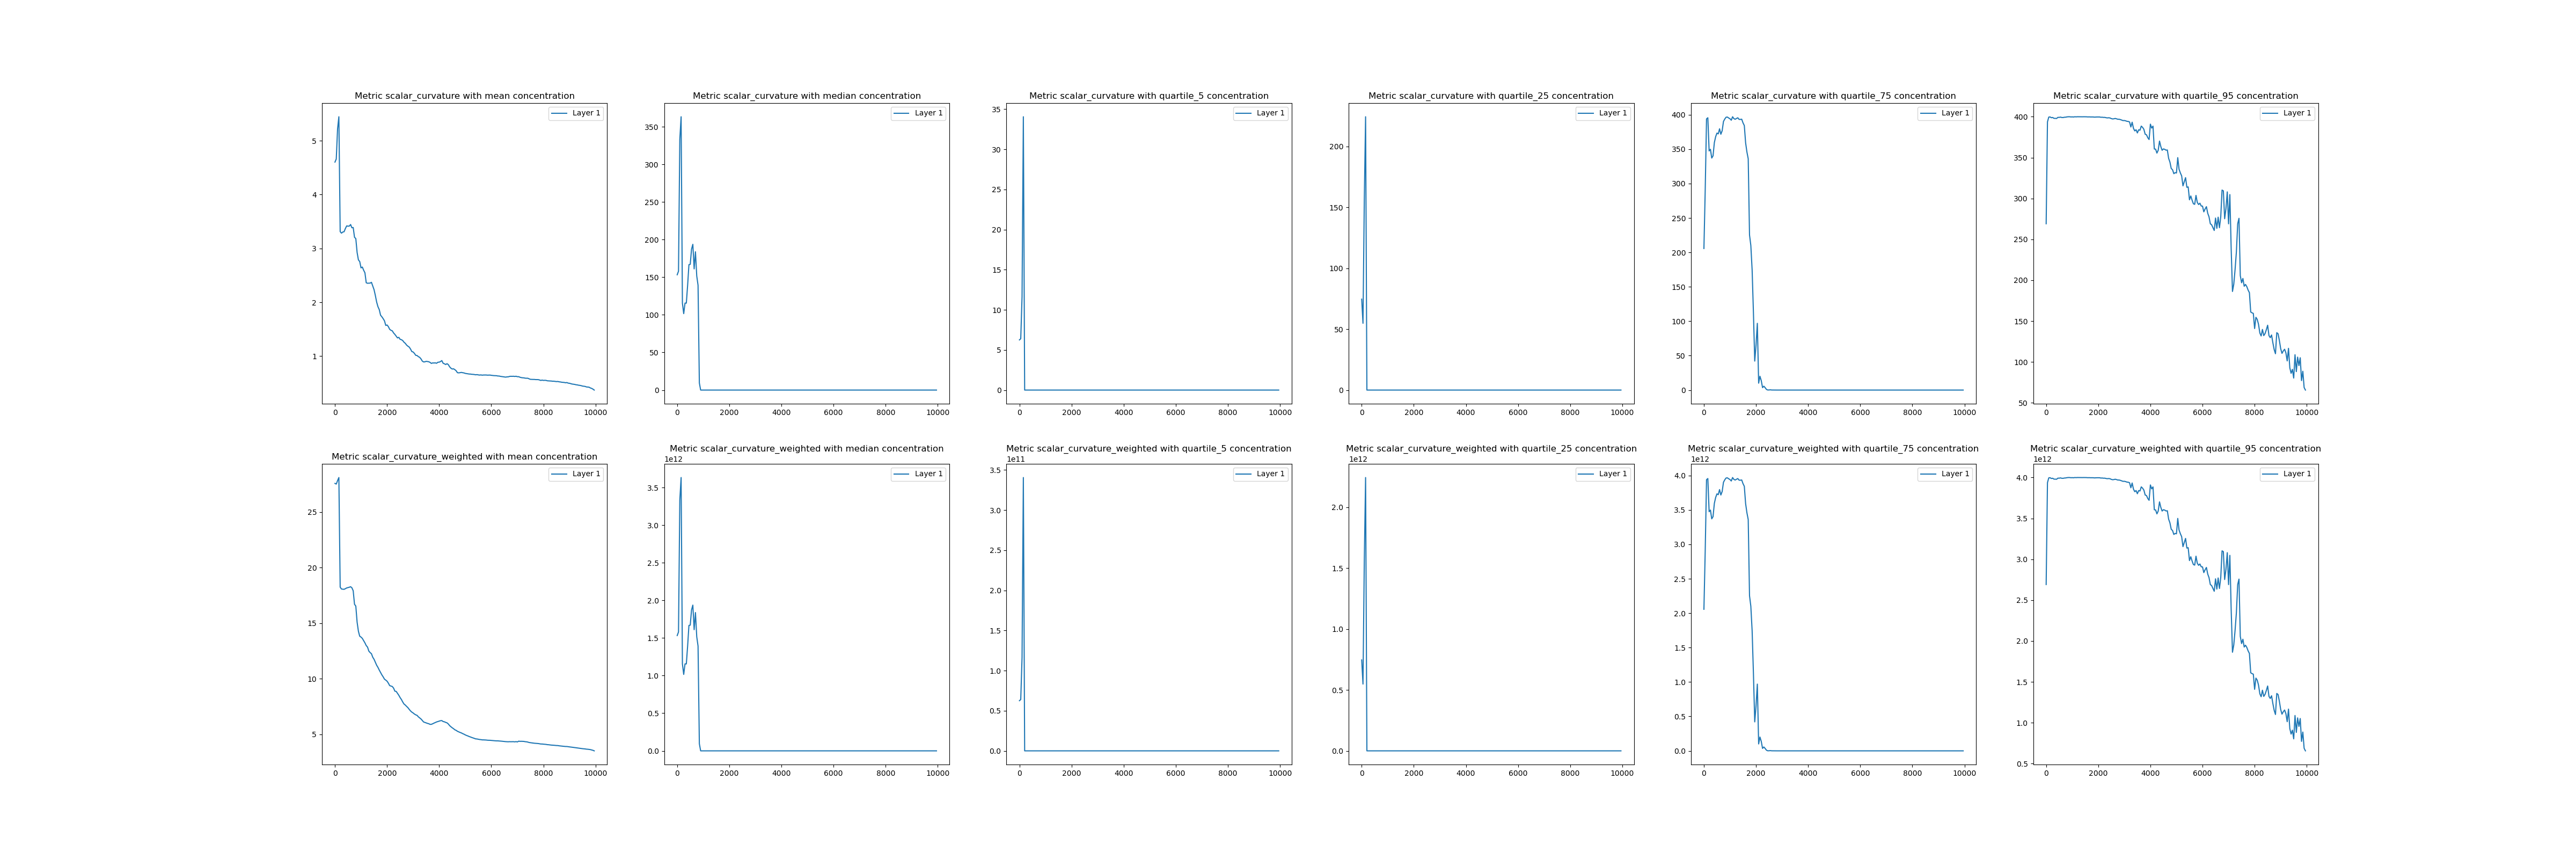 Metric scalar_curvature with mean concentration
Layer 1
5
4
3
2
1
0 2000 4000 6000 8000 10000
Metric scalar_curvature with median concentration
Layer 1
350
300
250
200
150
100
50
0
0 2000 4000 6000 8000 10000
Metric scalar_curvature with quartile_5 concentration
Layer 1
35
30
25
20
15
10
5
0
0 2000 4000 6000 8000 10000
Metric scalar_curvature with quartile_25 concentration
Layer 1
200
150
100
50
0
0 2000 4000 6000 8000 10000
Metric scalar_curvature with quartile_75 concentration
Layer 1
400
350
300
250
200
150
100
50
0
0 2000 4000 6000 8000 10000
Metric scalar_curvature with quartile_95 concentration
Layer 1
400
350
300
250
200
150
100
50
0 2000 4000 6000 8000 10000
Metric scalar_curvature_weighted with mean concentration
Layer 1
25
20
15
10
5
0 2000 4000 6000 8000 10000
Metric scalar_curvature_weighted with median concentration
1e12
Layer 1
3.5
3.0
2.5
2.0
1.5
1.0
0.5
0.0
0 2000 4000 6000 8000 10000
Metric scalar_curvature_weighted with quartile_5 concentration
1e11
Layer 1
3.5
3.0
2.5
2.0
1.5
1.0
0.5
0.0
0 2000 4000 6000 8000 10000
Metric scalar_curvature_weighted with quartile_25 concentration
1e12
Layer 1
2.0
1.5
1.0
0.5
0.0
0 2000 4000 6000 8000 10000
Metric scalar_curvature_weighted with quartile_75 concentration
1e12
Layer 1
4.0
3.5
3.0
2.5
2.0
1.5
1.0
0.5
0.0
0 2000 4000 6000 8000 10000
Metric scalar_curvature_weighted with quartile_95 concentration
1e12
Layer 1
4.0
3.5
3.0
2.5
2.0
1.5
1.0
0.5
0 2000 4000 6000 8000 10000